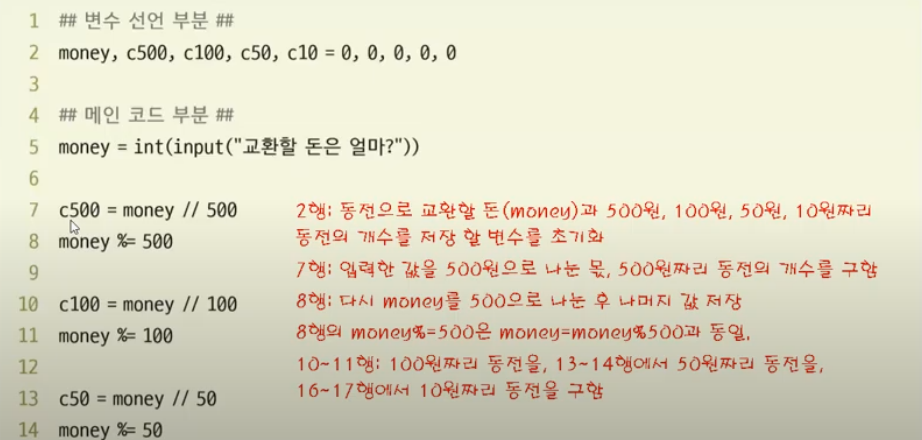 1 ## 변수 선언 부분 ##
2 money, c500, c100, c50, c10 = 0, 0, 0, 0, 0
3
4 ## 메인 코드 부분 ##
5 money = int(input("교환할 돈은 얼마?"))
6
7 c500 = money // 500
8 money %= 500
9
10 c100 = money // 100
11 money %= 100
12
13 c50 = money // 50
14 money %= 50
2행: 동전으로 교환할 돈(money)과 500원, 100원, 50원, 10원짜리
동전의 개수를 저장 할 변수를 초기화
7행: 입력한 값을 500원으로 나눈 몫, 500원짜리 동전의 개수를 구함
8행: 다시 money를 500으로 나눈 후 나머지 값 저장
8행의 money%=500은 money=money%500과 동일,
10~11행: 100원짜리 동전을, 13~14행에서 50원짜리 동전을,
16~17행에서 10원짜리 동전을 구함